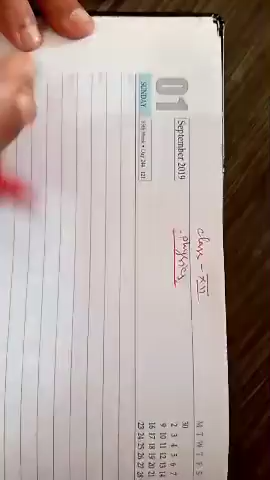 class - XII
Physics
01
September 2019
SUNDAY
M T W T F S
30
2 3 4 5 6 7
9 10 11 12 13 14
16 17 18 19 20 21
23 24 25 26 27 28